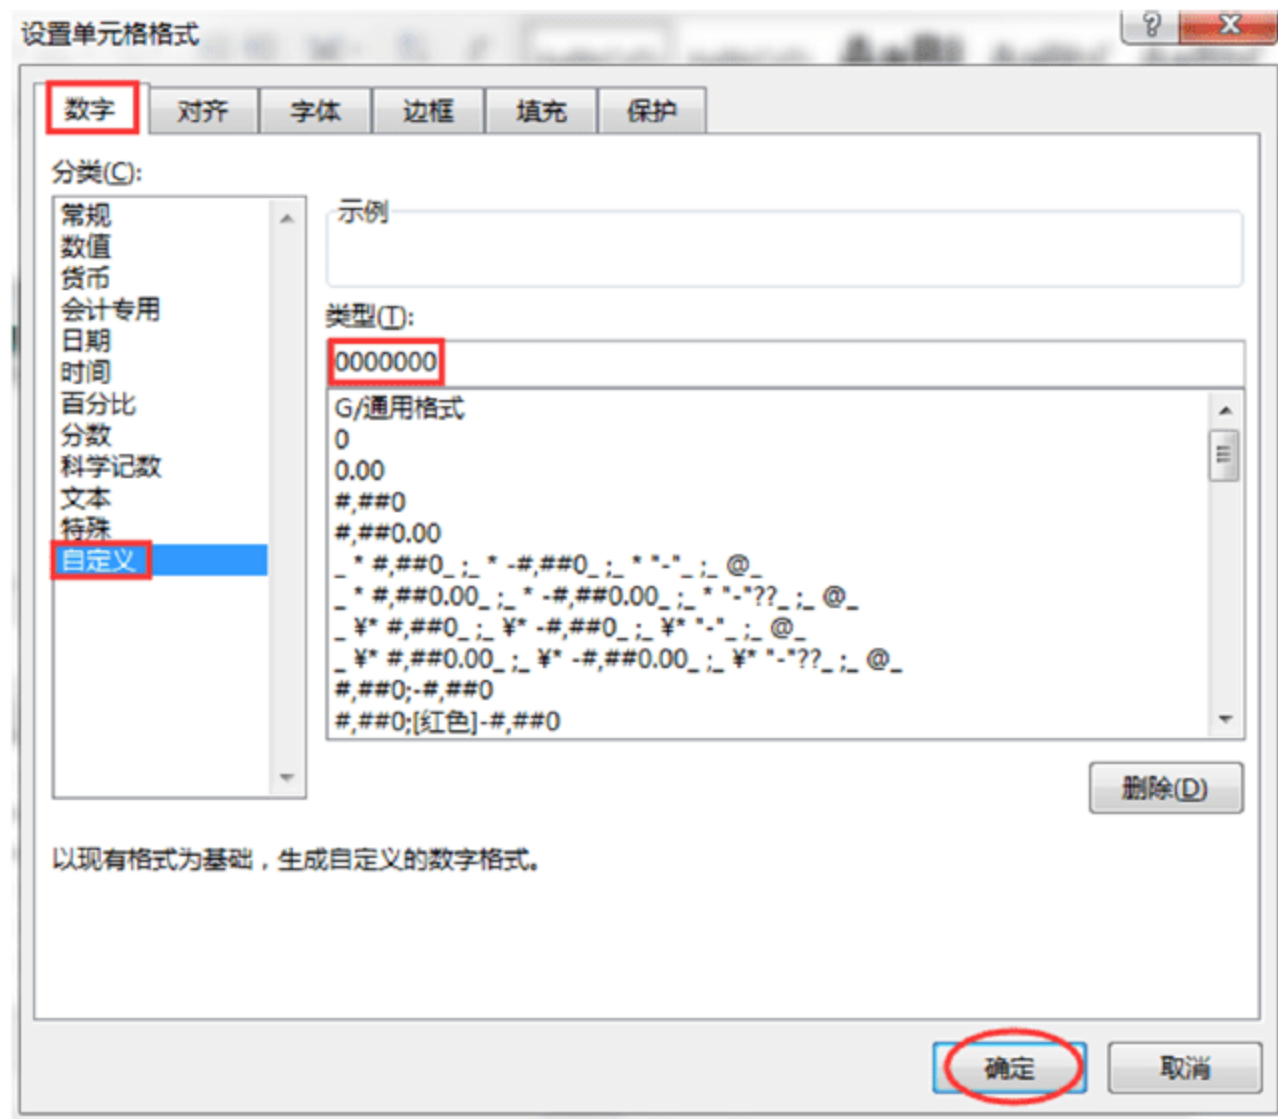 设置单元格格式
数字 对齐 字体 边框 填充 保护
分类(C):
常规
数值
货币
会计专用
日期
时间
百分比
分数
科学记数
文本
特殊
自定义
示例
类型(T):
0000000
G/通用格式
0
0.00
#,##0
#,##0.00
_ * #,##0_ ;_ * -#,##0_ ;_ * "-"_ ;_ @_
_ * #,##0.00_ ;_ * -#,##0.00_ ;_ * "-"??_ ;_ @_
_ ¥* #,##0_ ;_ ¥* -#,##0_ ;_ ¥* "-"_ ;_ @_
_ ¥* #,##0.00_ ;_ ¥* -#,##0.00_ ;_ ¥* "-"??_ ;_ @_
#,##0;-#,##0
#,##0;[红色]-#,##0
删除(D)
以现有格式为基础，生成自定义的数字格式。
确定 取消